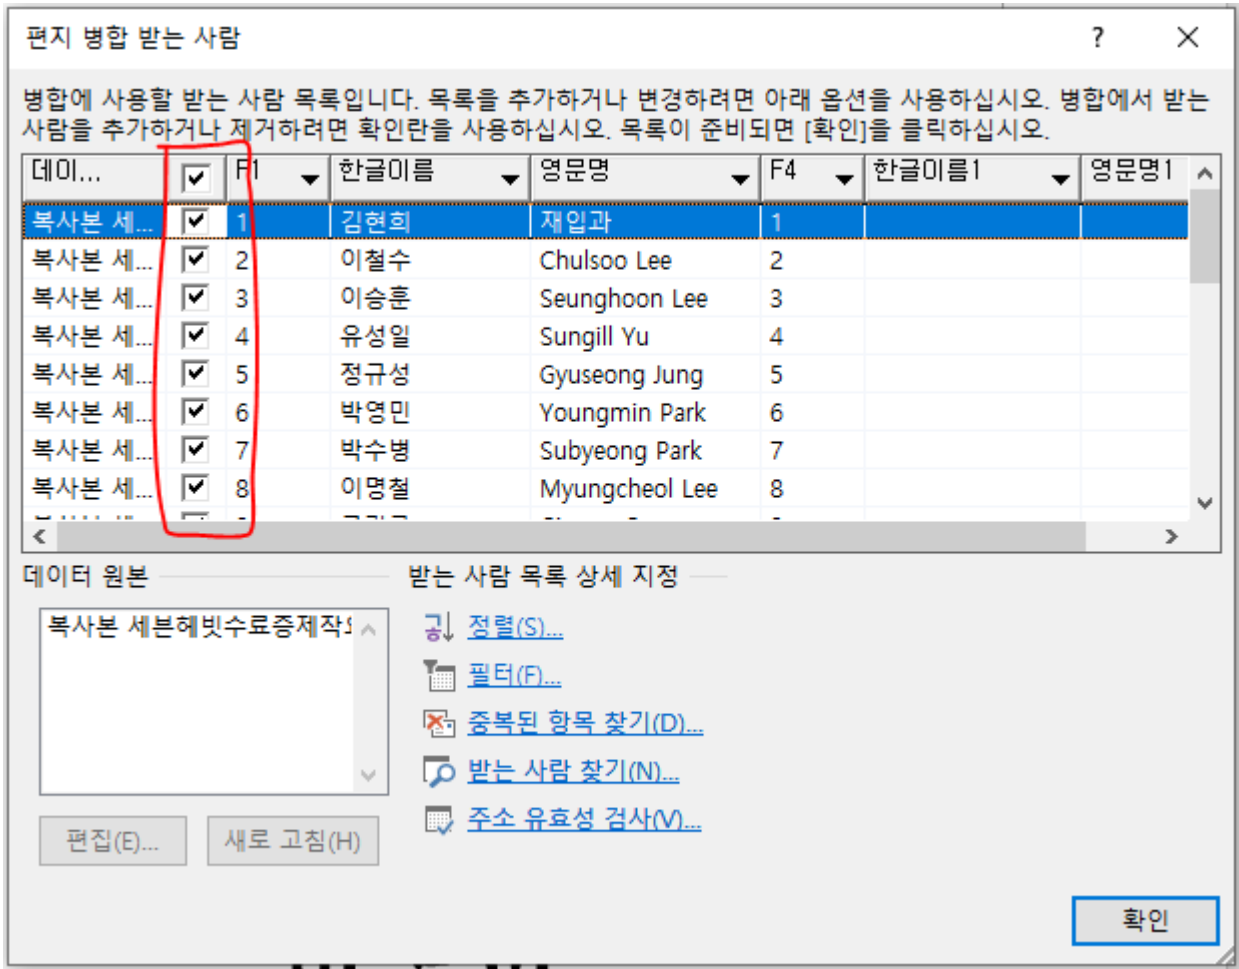 편지 병합 받는 사람 ?
병합에 사용할 받는 사람 목록입니다. 목록을 추가하거나 변경하려면 아래 옵션을 사용하십시오. 병합에서 받는
사람을 추가하거나 제거하려면 확인란을 사용하십시오. 목록이 준비되면 [확인]을 클릭하십시오.
데이... F1 한글이름 영문명 F4 한글이름1 영문명1
복사본 세... 1 김현희 재입과 1
복사본 세... 2 이철수 Chulsoo Lee 2
복사본 세... 3 이승훈 Seunghoon Lee 3
복사본 세... 4 유성일 Sungill Yu 4
복사본 세... 5 정규성 Gyuseong Jung 5
복사본 세... 6 박영민 Youngmin Park 6
복사본 세... 7 박수병 Subyeong Park 7
복사본 세... 8 이명철 Myungcheol Lee 8
데이터 원본 받는 사람 목록 상세 지정
복사본 세븐헤빗수료증제작
정렬(S)...
필터(F)...
중복된 항목 찾기(D)...
받는 사람 찾기(N)...
주소 유효성 검사(V)...
편집(E)... 새로 고침(H)
확인